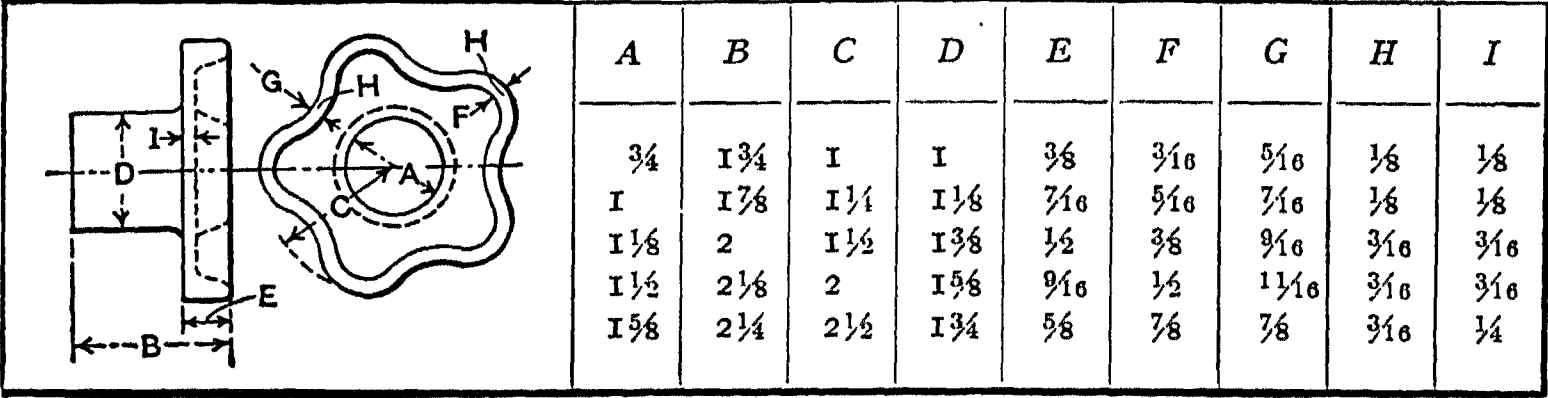 A B C D E F G H I
3/4 1 3/4 1 1 3/8 3/16 5/16 1/8 1/8
1 1 7/8 1 1/4 1 1/8 7/16 5/16 7/16 1/8 1/8
1 1/8 2 1 1/2 1 3/8 1/2 3/8 9/16 3/16 3/16
1 1/2 2 1/8 2 1 5/8 9/16 1/2 11/16 3/16 3/16
1 5/8 2 1/4 2 1/2 1 3/4 5/8 7/8 7/8 3/16 1/4
H
G
H
F
I
D
A
C
E
B